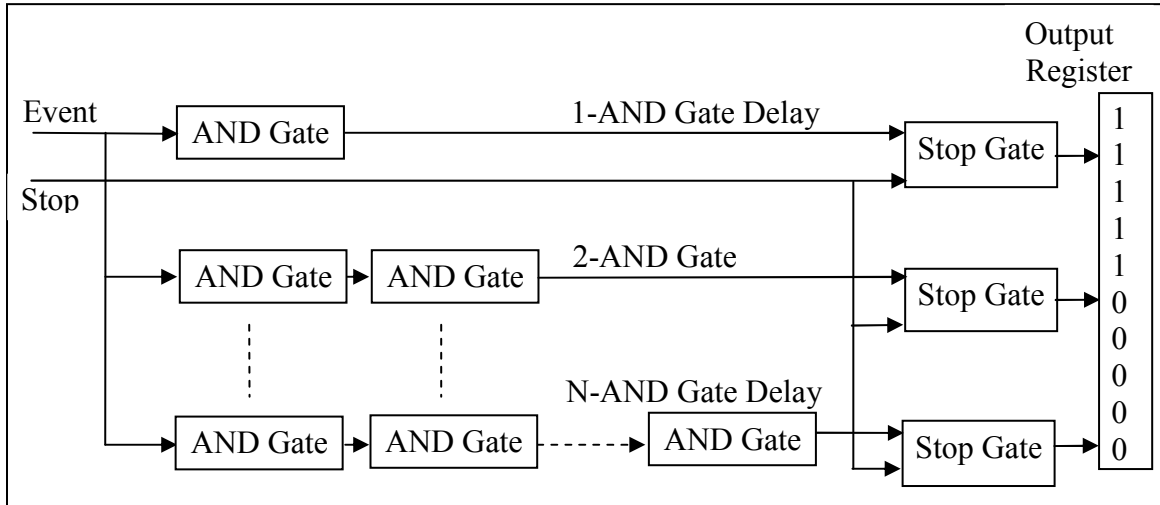 Output
Register
Event
AND Gate
1-AND Gate Delay
Stop Gate
Stop
AND Gate
AND Gate
2-AND Gate
Stop Gate
N-AND Gate Delay
AND Gate
AND Gate
AND Gate
Stop Gate
1
1
1
1
1
0
0
0
0
0